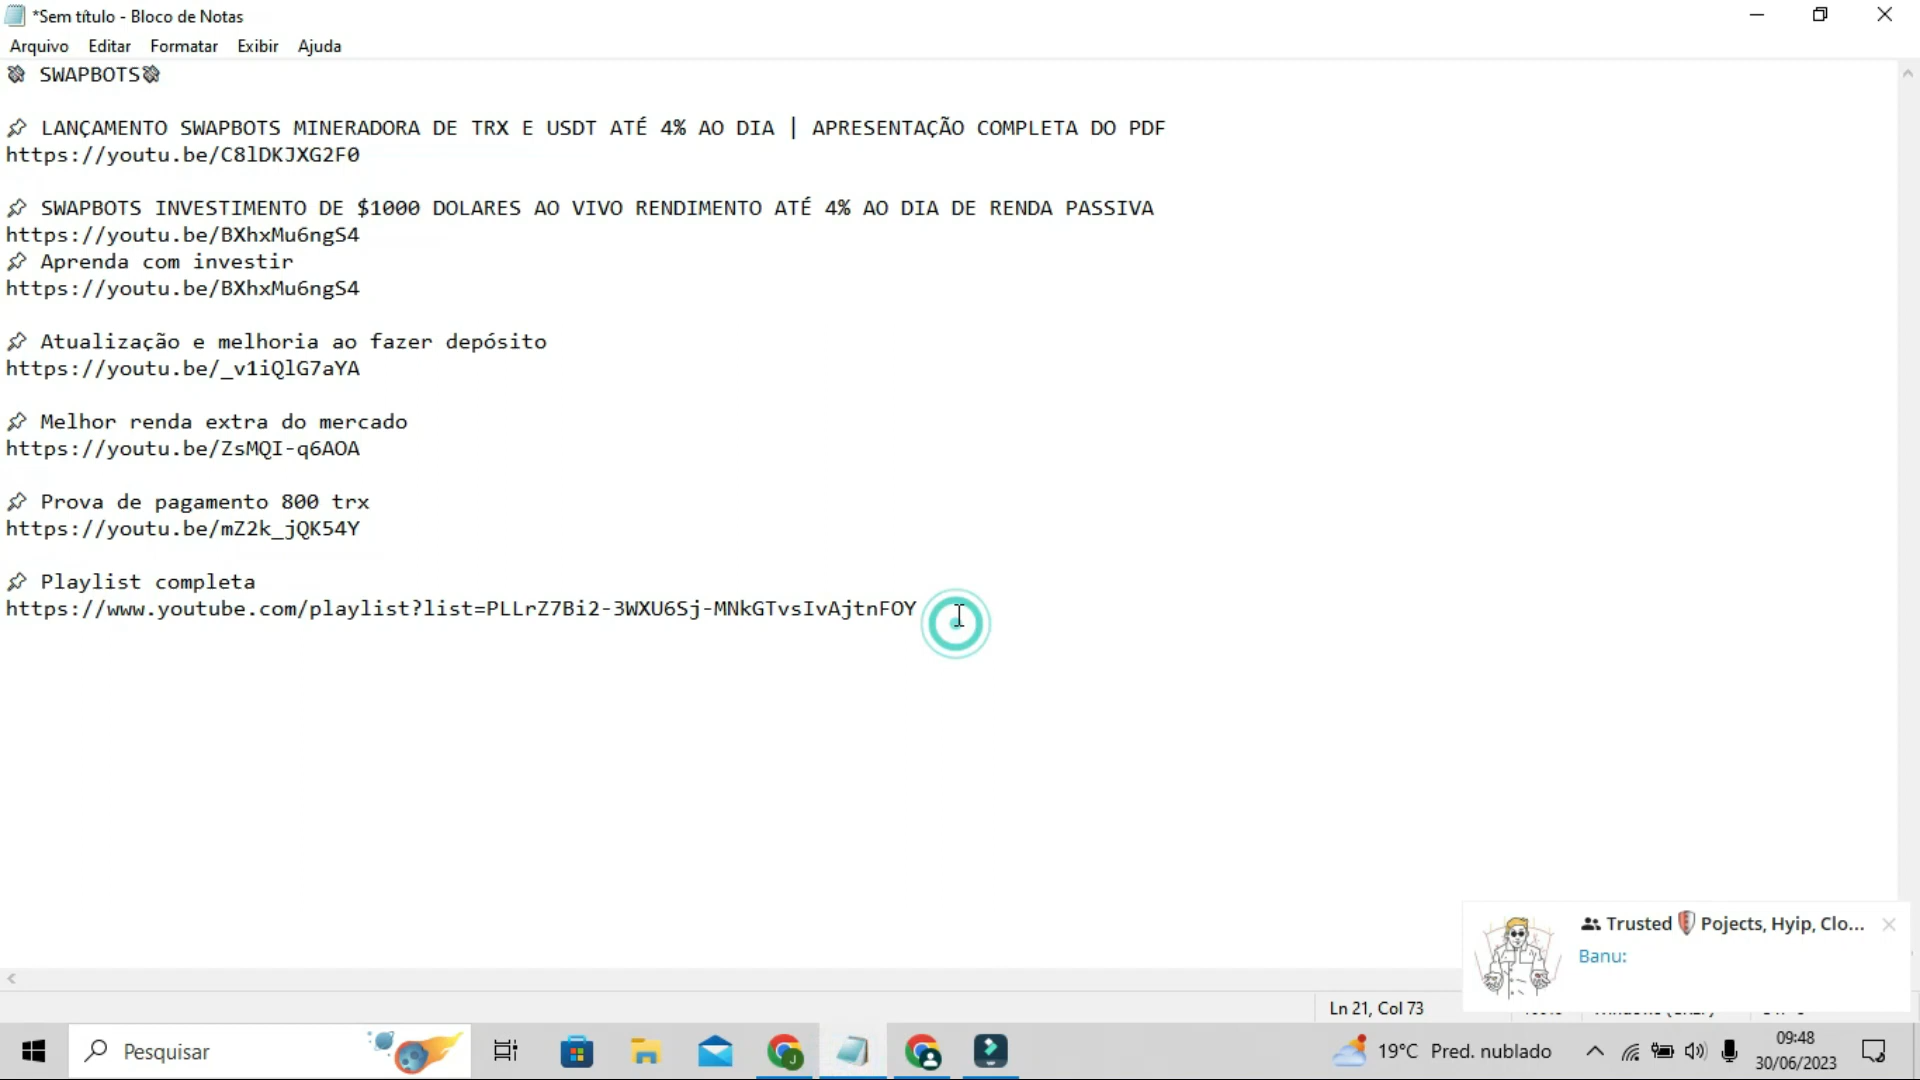 *Sem título - Bloco de Notas
Arquivo Editar Formatar Exibir Ajuda
SWAPBOTS
LANÇAMENTO SWAPBOTS MINERADORA DE TRX E USDT ATÉ 4% AO DIA | APRESENTAÇÃO COMPLETA DO PDF
https://youtu.be/C8lDKJXG2F0
SWAPBOTS INVESTIMENTO DE $1000 DOLARES AO VIVO RENDIMENTO ATÉ 4% AO DIA DE RENDA PASSIVA
https://youtu.be/BXhxMu6ngS4
Aprenda com investir
https://youtu.be/BXhxMu6ngS4
Atualização e melhoria ao fazer depósito
https://youtu.be/_v1iQlG7aYA
Melhor renda extra do mercado
https://youtu.be/ZsMQI-q6AOA
Prova de pagamento 800 trx
https://youtu.be/mZ2k_jQK54Y
Playlist completa
https://www.youtube.com/playlist?list=PLLrZ7Bi2-3WXU6Sj-MNkGTvsIvAjtnFOY
Trusted Pojects, Hyip, Clo...
Banu:
Ln 21, Col 73
Pesquisar
19°C Pred. nublado
09:48
30/06/2023